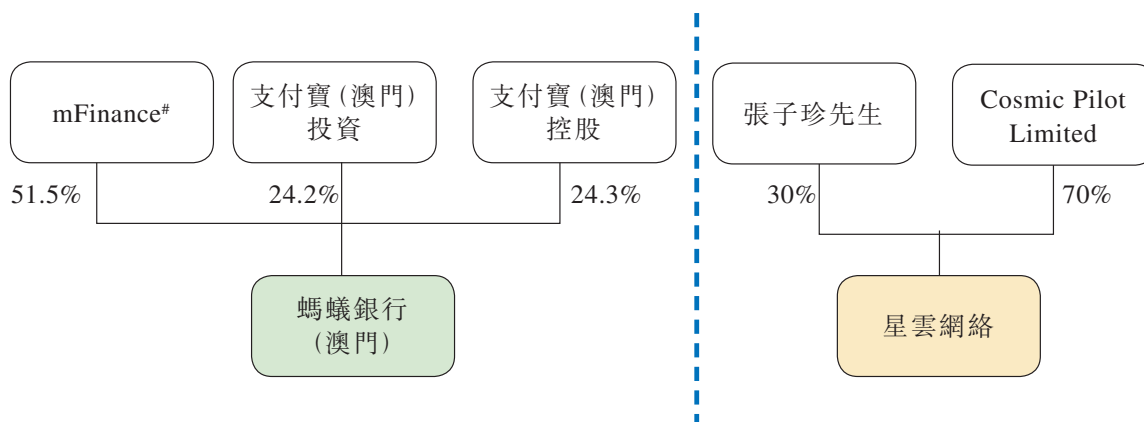 mFinance#
支付寶(澳門)
投資
支付寶(澳門)
控股
張子珍先生
Cosmic Pilot
Limited
51.5%
24.2%
24.3%
30%
70%
螞蟻銀行
(澳門)
星雲網絡